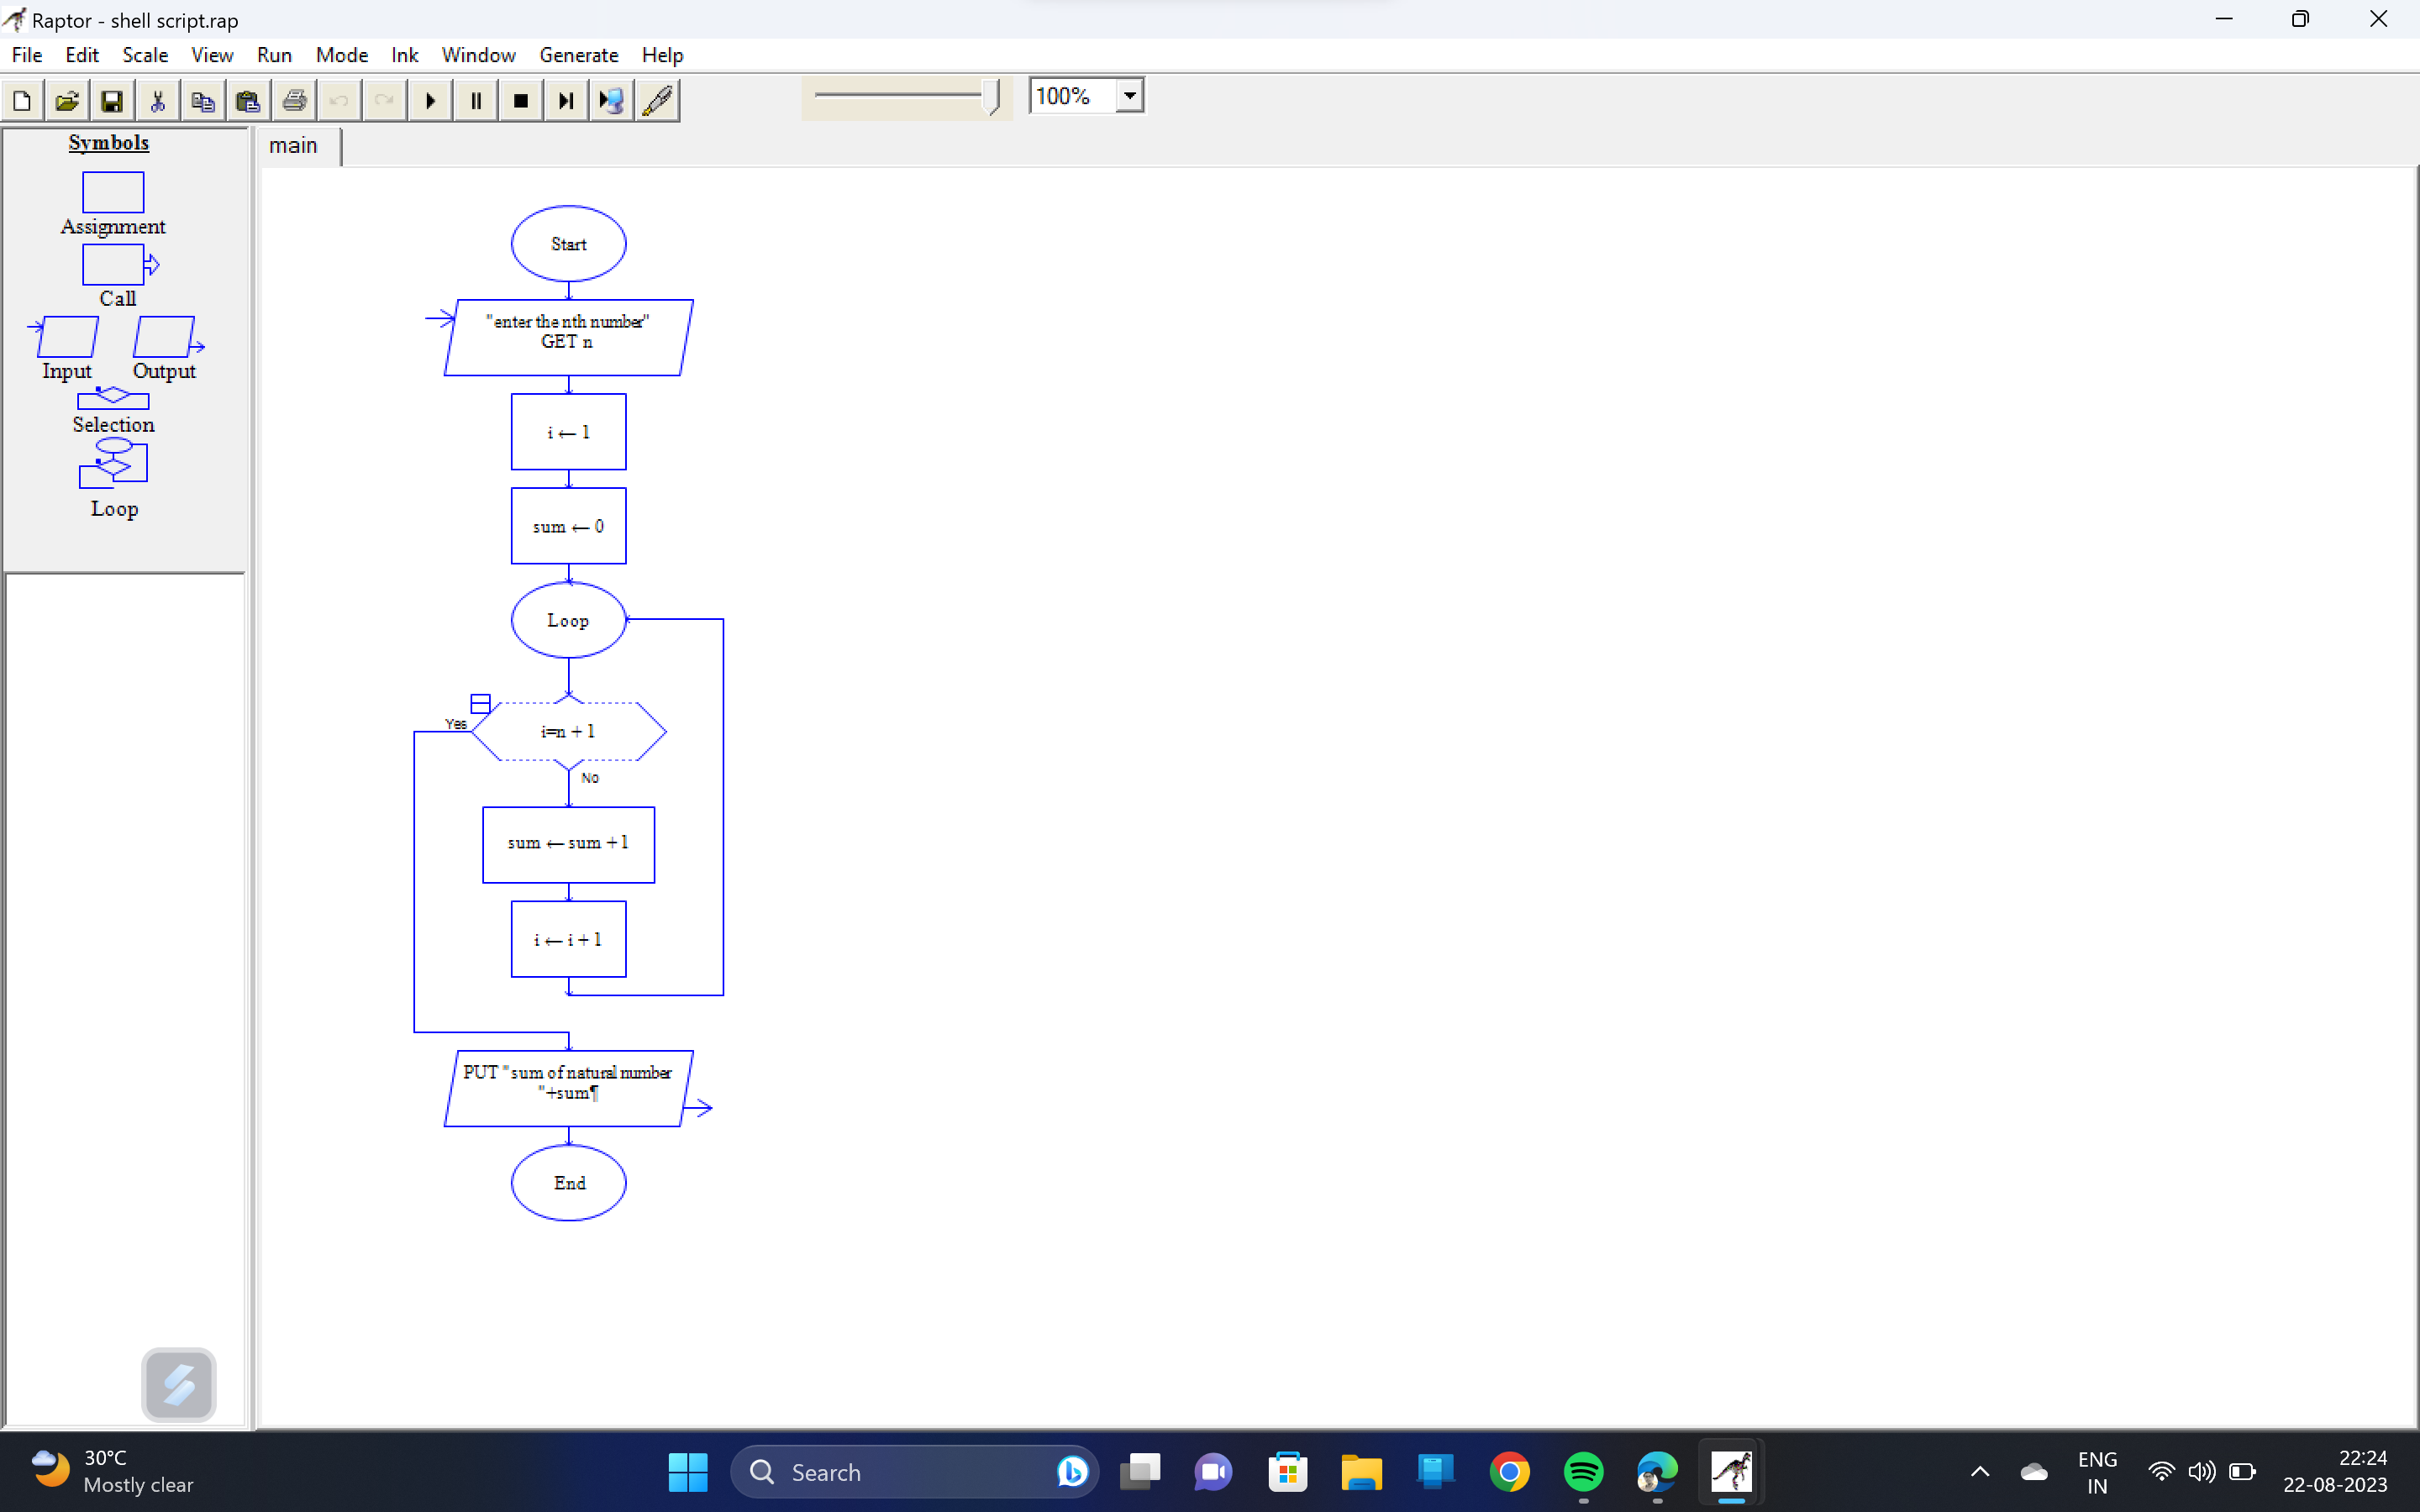 Raptor - shell script.rap
File Edit Scale View Run Mode Ink Window Generate Help
100%
Symbols
Assignment
Call
Input Output
Selection
Loop
main
Start
"enter the nth number"
GET n
i ← 1
sum ← 0
Loop
Yes
i=n + 1
No
sum ← sum + 1
i ← i + 1
PUT "sum of natural number
"+sum¶
End
30°C
Mostly clear
Search
ENG
IN
22:24
22-08-2023